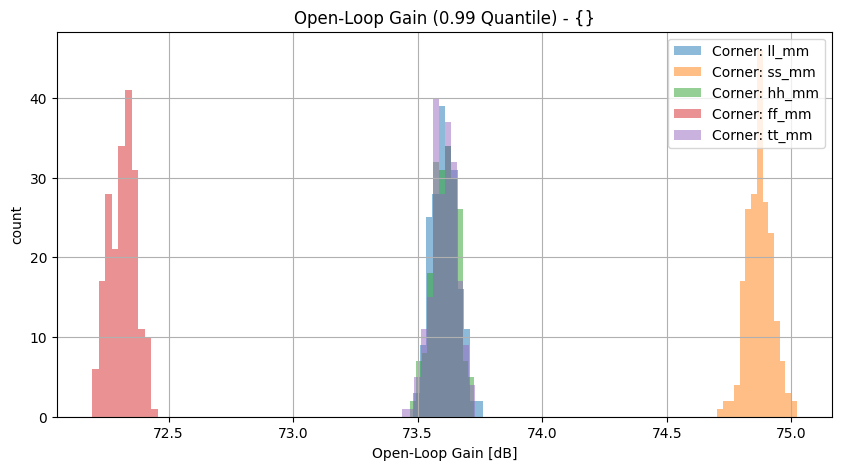 Open-Loop Gain (0.99 Quantile) - {}
Corner: ll_mm
Corner: ss_mm
Corner: hh_mm
Corner: ff_mm
Corner: tt_mm
count
40
30
20
10
0
72.5 73.0 73.5 74.0 74.5 75.0
Open-Loop Gain [dB]